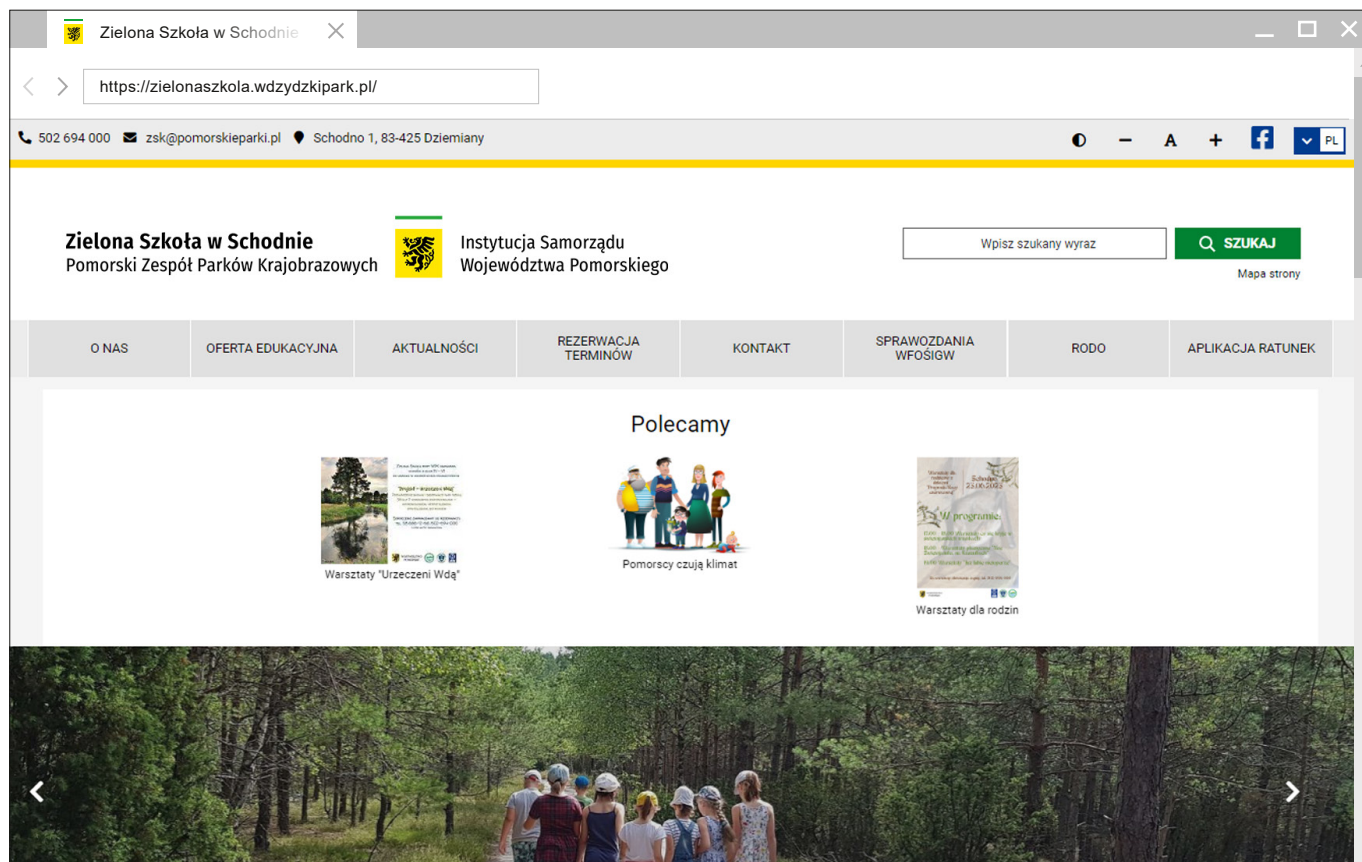 Zielona Szkoła w Schodnie
https://zielonaszkola.wdzydzkipark.pl/
502 694 000 zsk@pomorskieparki.pl Schodno 1, 83-425 Dziemiany
A
PL
Zielona Szkoła w Schodnie
Pomorski Zespół Parków Krajobrazowych
Instytucja Samorządu
Województwa Pomorskiego
Wpisz szukany wyraz
SZUKAJ
Mapa strony
O NAS
OFERTA EDUKACYJNA
AKTUALNOŚCI
REZERWACJA
TERMINÓW
KONTAKT
SPRAWOZDANIA
WFOŚIGW
RODO
APLIKACJA RATUNEK
Polecamy
Warsztaty "Urzeczeni Wdą"
Pomorscy czują klimat
W programie:
Warsztaty dla rodzin